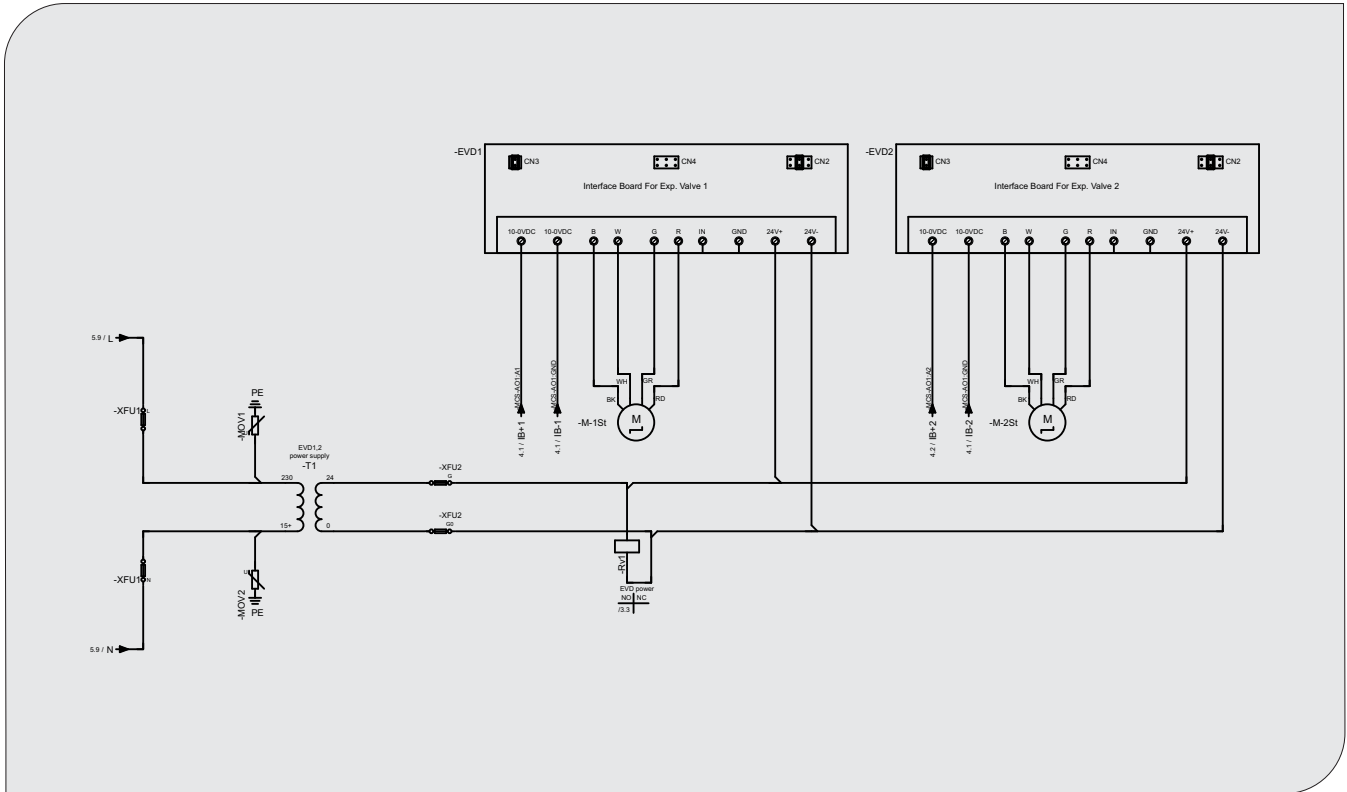 -EVD1
CN3
CN4
CN2
Interface Board For Exp. Valve 1
10-0VDC 10-0VDC B W G R IN GND 24V+ 24V-
-EVD2
CN3
CN4
CN2
Interface Board For Exp. Valve 2
10-0VDC 10-0VDC B W G R IN GND 24V+ 24V-
5.9 / L
-XFU1
L
PE
-MOV1
U
MCS-AO1:A1
4.1 / IB+1
MCS-AO1:GND
4.1 / IB-1
WH
GR
BK
RD
-M-1St
M
MCS-AO1:A2
4.2 / IB+2
MCS-AO1:GND
4.1 / IB-2
WH
GR
BK
RD
-M-2St
M
EVD1,2
power supply
-T1
230
24
15+
0
-XFU2
G
-XFU2
G0
-XFU1
N
U
-MOV2
PE
-Rv1
EVD power
NO NC
/3.3
5.9 / N